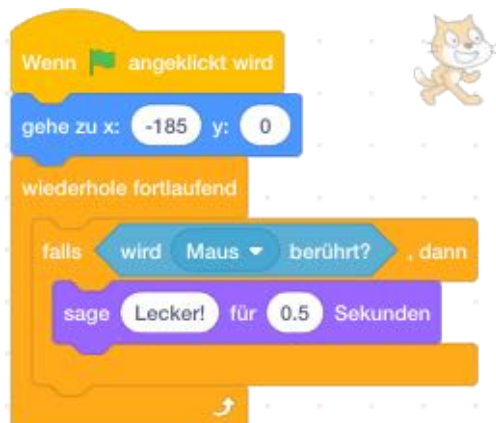 Wenn angeklickt wird
gehe zu x: -185 y: 0
wiederhole fortlaufend
falls wird Maus berührt? , dann
sage Lecker! für 0.5 Sekunden